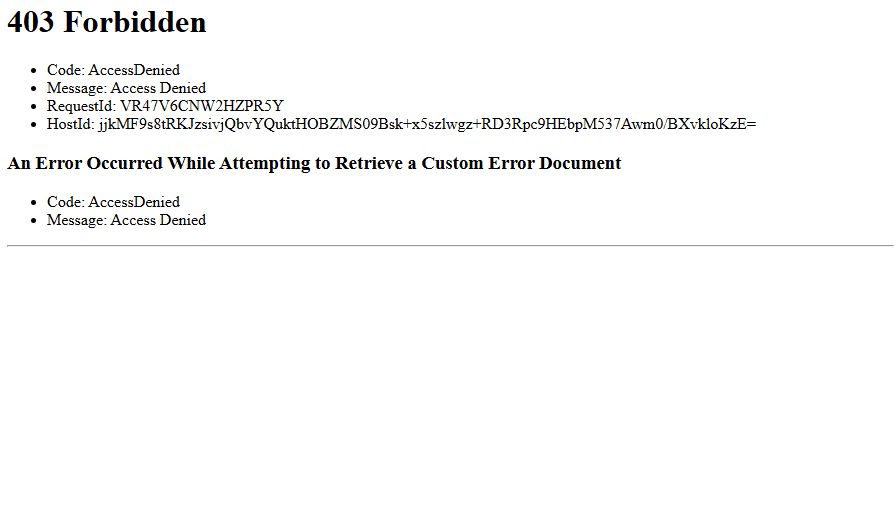 403 Forbidden
Code: AccessDenied
Message: Access Denied
RequestId: VR47V6CNW2HZPR5Y
HostId: jjkMF9s8tRKJzsivjQbvYQuktHOBZMS09Bsk+x5szlwgz+RD3Rpc9HEbpM537Awm0/BXvkloKzE=
An Error Occurred While Attempting to Retrieve a Custom Error Document
Code: AccessDenied
Message: Access Denied